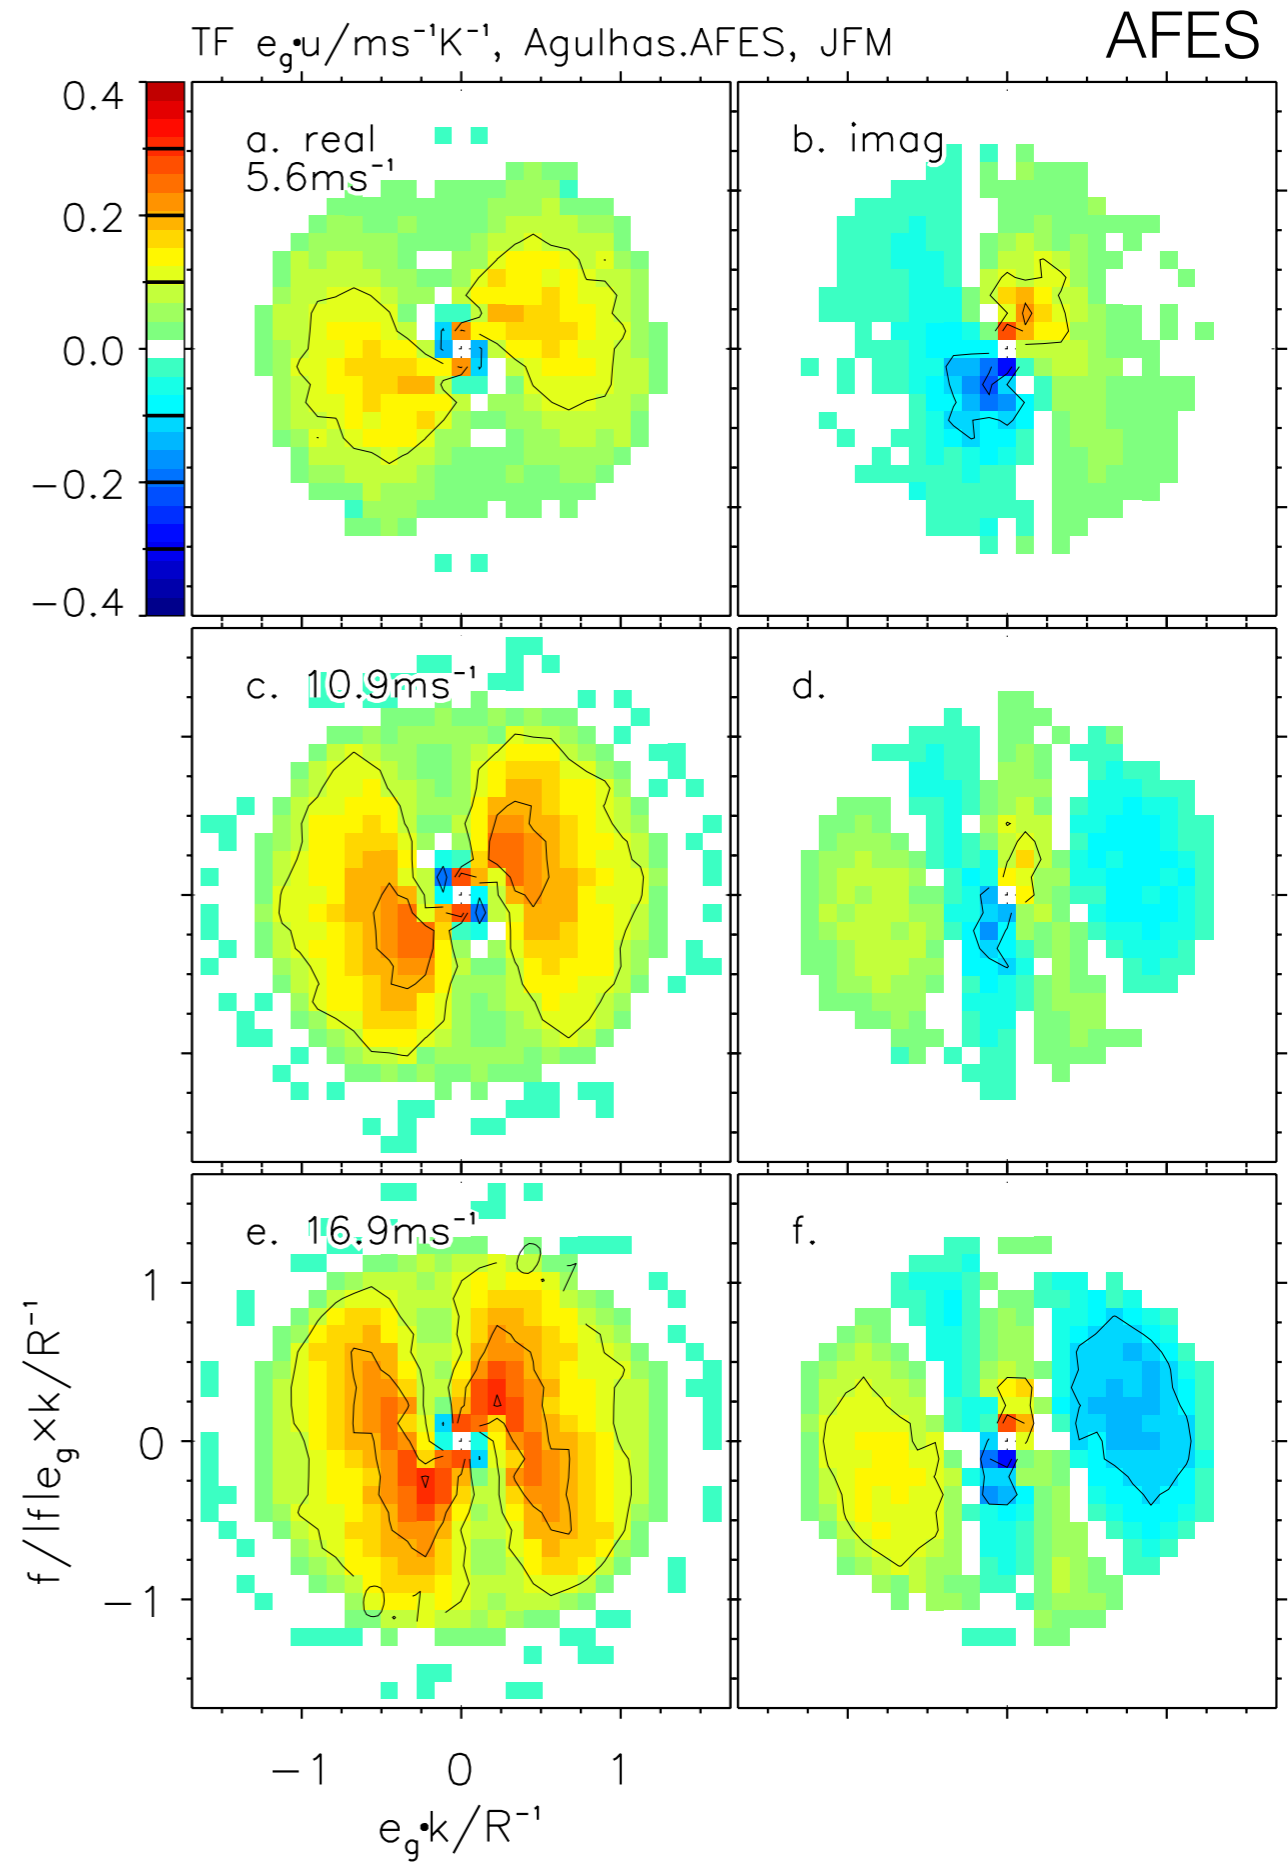 TF e_g•u/ms⁻¹K⁻¹, Agulhas.AFES, JFM
AFES
0.4
0.2
0.0
−0.2
−0.4
a. real
5.6ms⁻¹
b. imag
c. 10.9ms⁻¹
d.
e. 16.9ms⁻¹
0.1
0.1
f.
1
0
−1
f/|f|e_g×k/R⁻¹
−1 0 1
e_g•k/R⁻¹